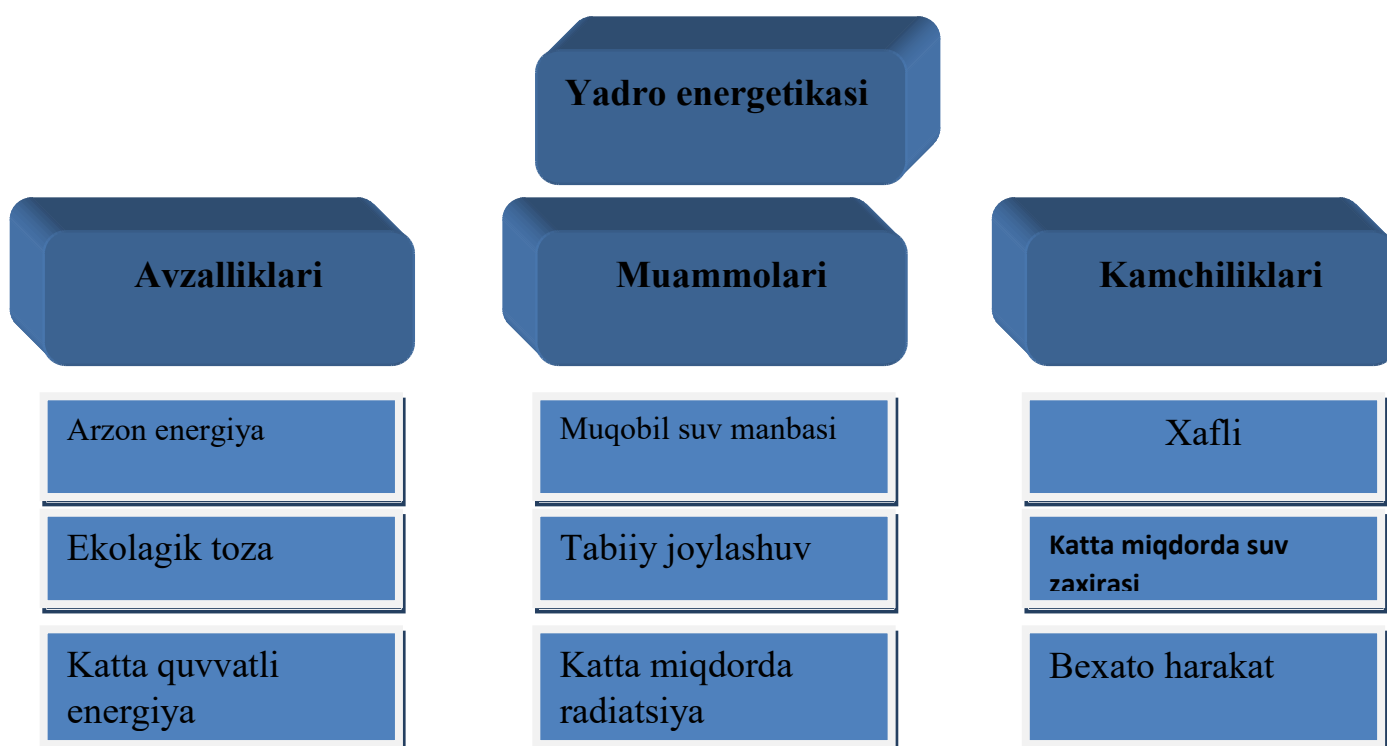 Yadro energetikasi
Avzalliklari
Muammolari
Kamchiliklari
Arzon energiya
Muqobil suv manbasi
Xafli
Ekolagik toza
Tabiiy joylashuv
Katta miqdorda suv
zaxirasi
Katta quvvatli
energiya
Katta miqdorda
radiatsiya
Bexato harakat